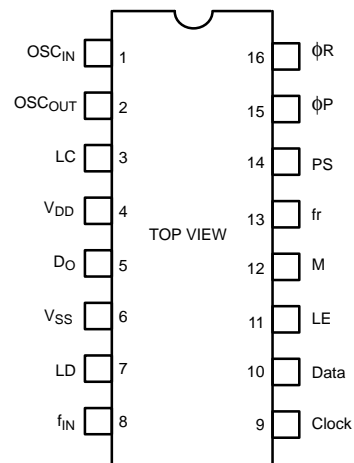 OSCIN 1 16 ϕR
OSCOUT 2 15 ϕP
LC 3 14 PS
VDD 4 13 fr
TOP VIEW
DO 5 12 M
VSS 6 11 LE
LD 7 10 Data
fIN 8 9 Clock